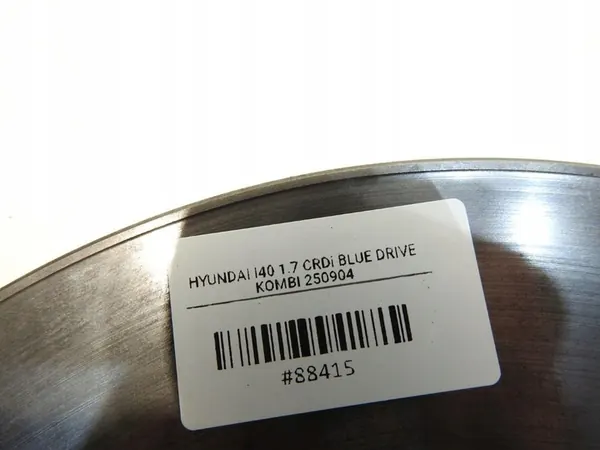 HYUNDAI I40 1.7 CRDi BLUE DRIVE
KOMBI 250904
#88415